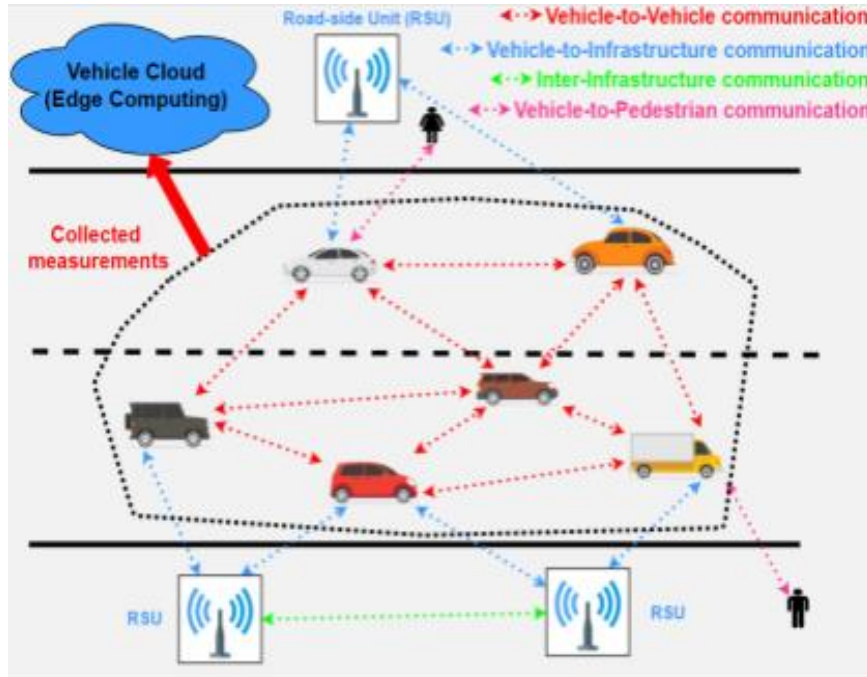 Road-side Unit (RSU)
Vehicle-to-Vehicle communication
Vehicle-to-Infrastructure communication
Inter-Infrastructure communication
Vehicle-to-Pedestrian communication
Vehicle Cloud
(Edge Computing)
Collected
measurements
RSU
RSU